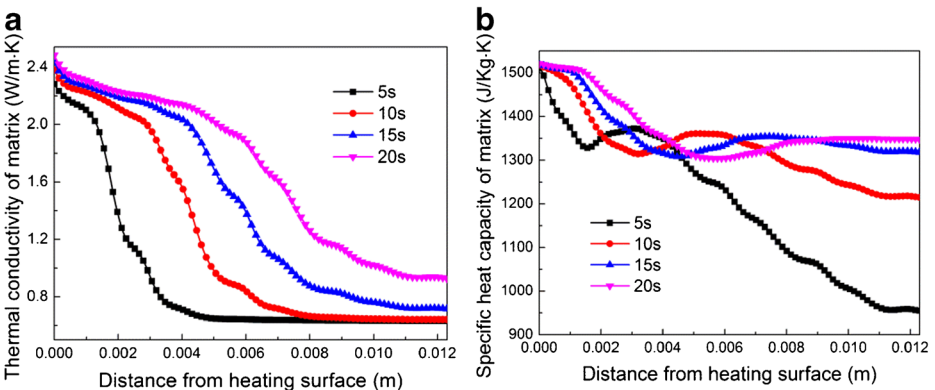 a
Thermal conductivity of matrix (W/m·K)
2.4
2.0
1.6
1.2
0.8
5s
10s
15s
20s
0.000 0.002 0.004 0.006 0.008 0.010 0.012
Distance from heating surface (m)
b
Specific heat capacity of matrix (J/Kg·K)
1500
1400
1300
1200
1100
1000
900
5s
10s
15s
20s
0.000 0.002 0.004 0.006 0.008 0.010 0.012
Distance from heating surface (m)